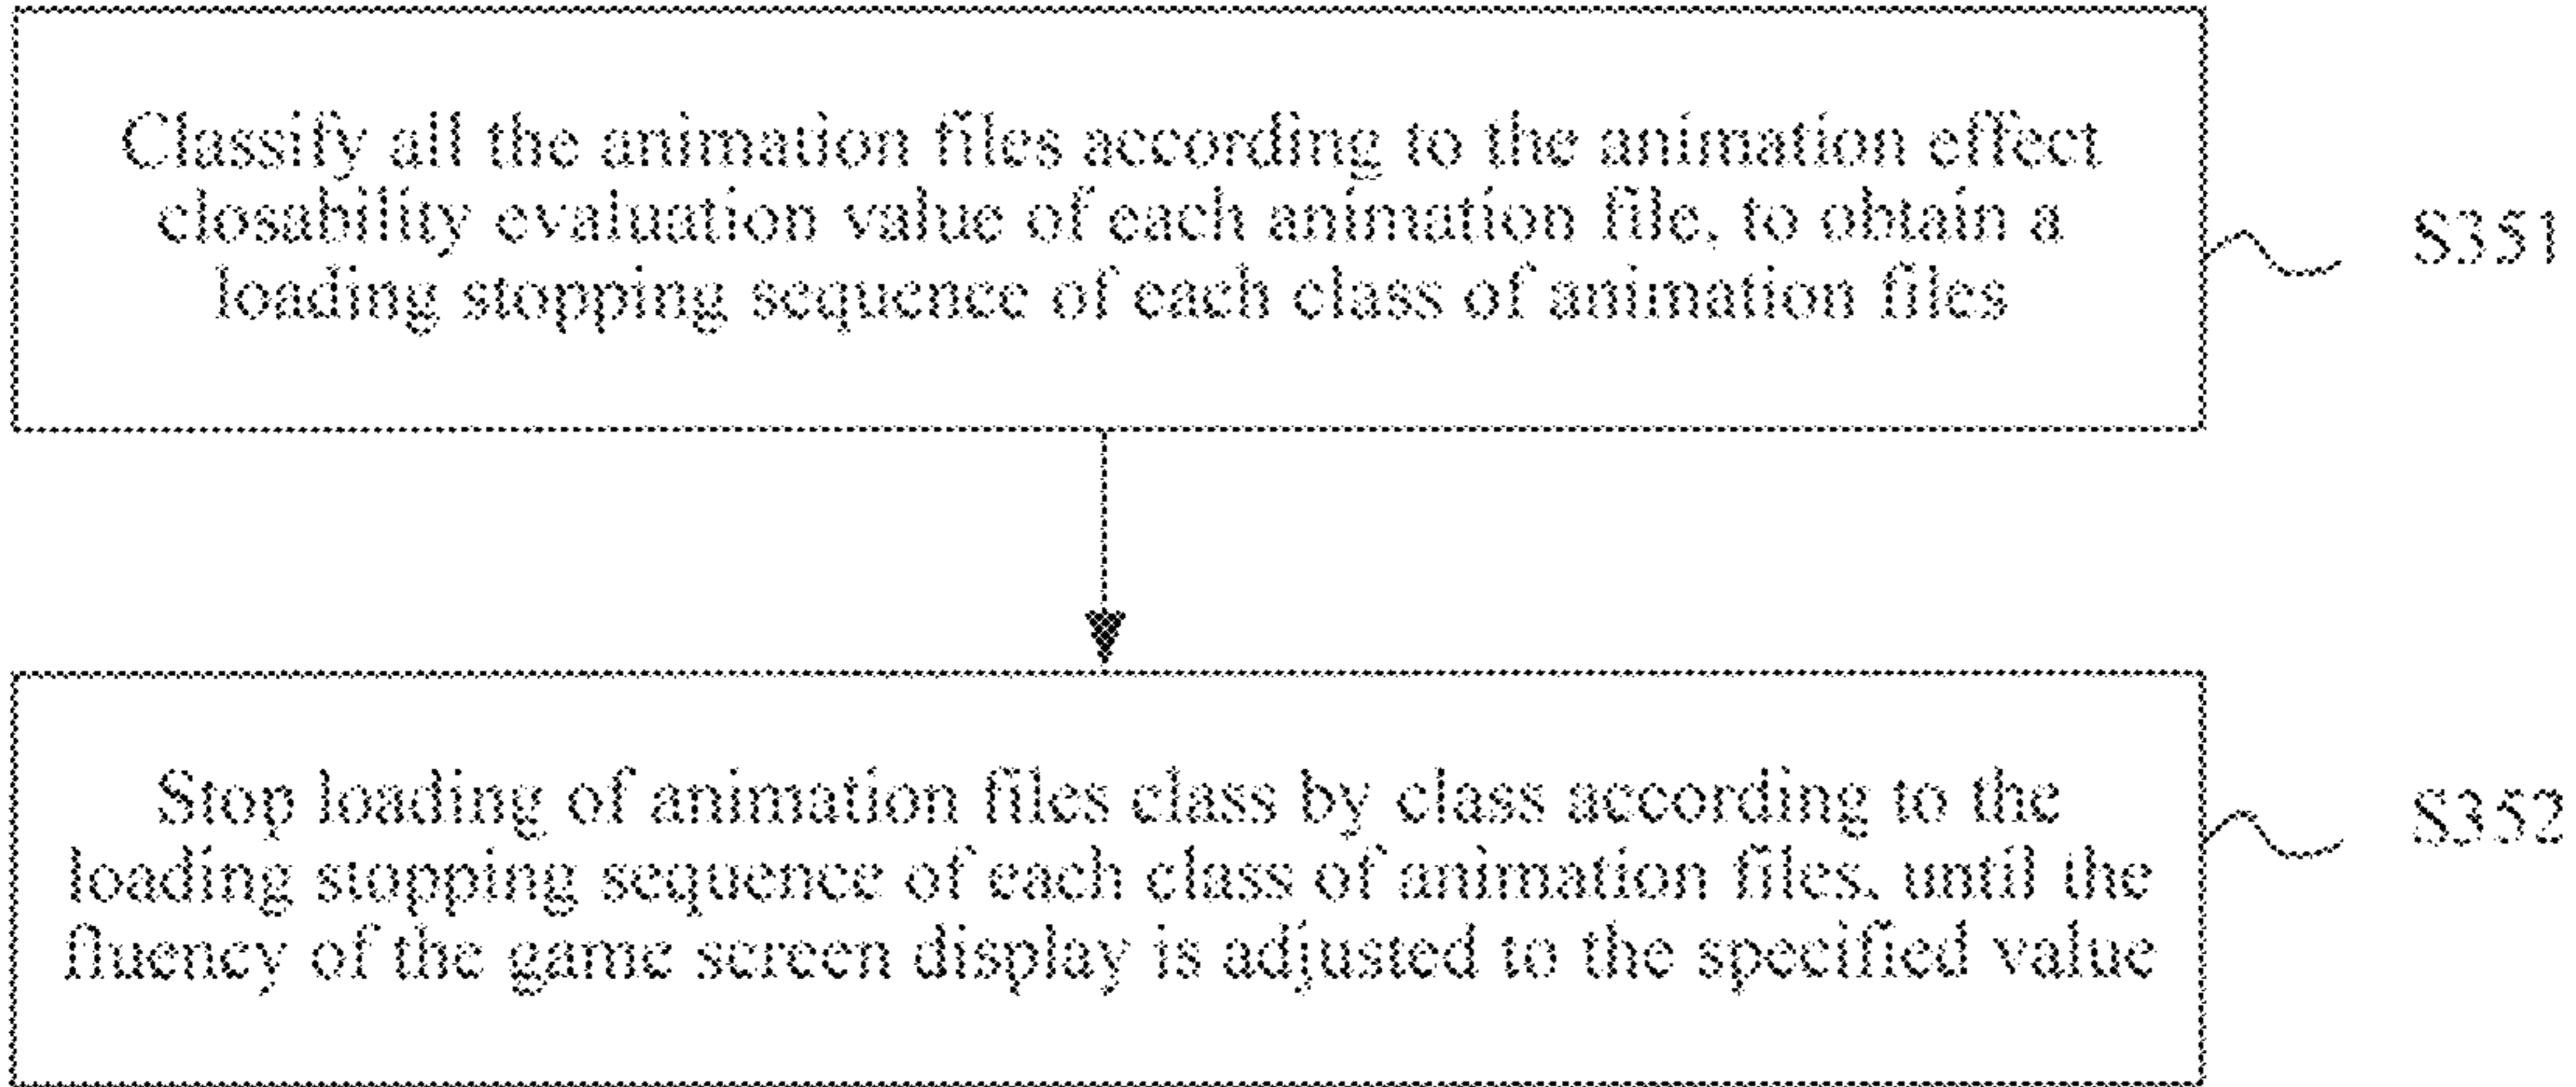 Classify all the animation files according to the animation effect
closability evaluation value of each animation file, to obtain a
loading stopping sequence of each class of animation files
S351
Stop loading of animation files class by class according to the
loading stopping sequence of each class of animation files, until the
fluency of the game screen display is adjusted to the specified value
S352